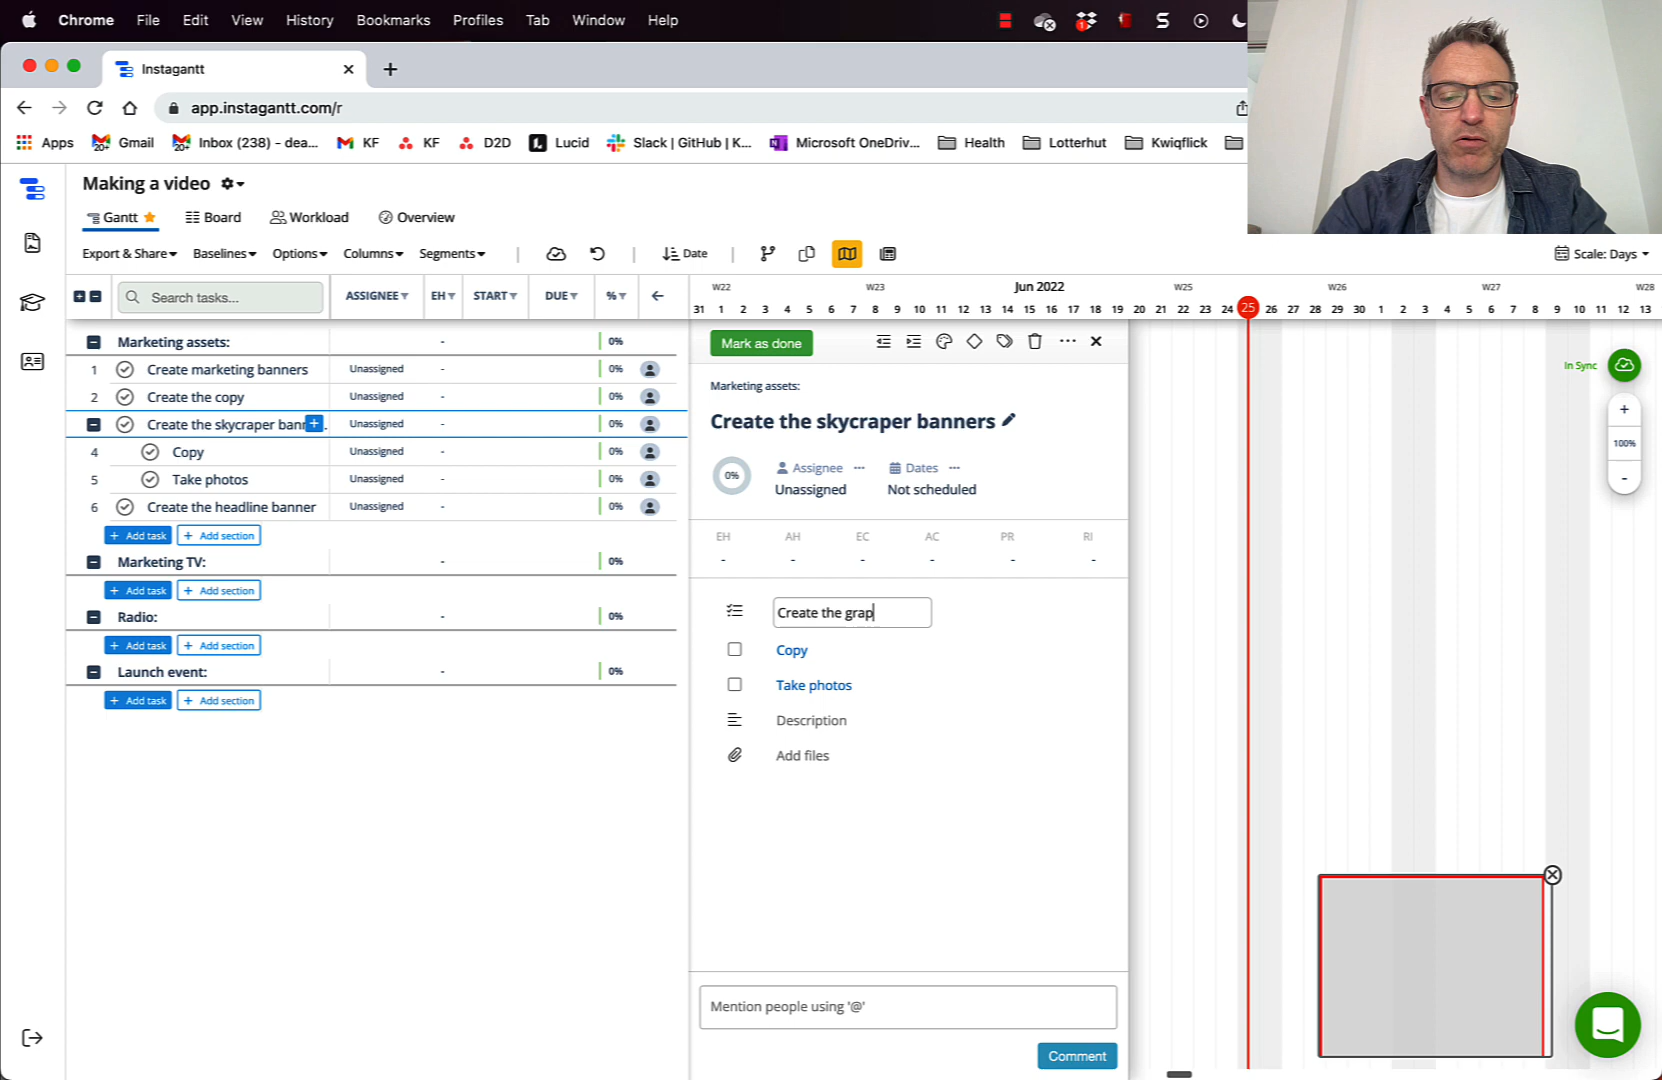 Chrome File Edit View History Bookmarks Profiles Tab Window Help
Instagantt
app.instagantt.com/r
Apps Gmail Inbox (238) - dea... KF KF D2D Lucid Slack | GitHub | K... Microsoft OneDriv... Health Lotterhut Kwiqflick
Making a video
Gantt Board Workload Overview
Export & Share Baselines Options Columns Segments Date Scale: Days
Search tasks... ASSIGNEE EH START DUE %
W22 W23 Jun 2022 W25 W26 W27 W28
31 1 2 3 4 5 6 7 8 9 10 11 12 13 14 15 16 17 18 19 20 21 22 23 24 25 26 27 28 29 30 1 2 3 4 5 6 7 8 9 10 11 12 13
Marketing assets: - 0%
1 Create marketing banners Unassigned - 0%
2 Create the copy Unassigned - 0%
Create the skycraper bann + . Unassigned - 0%
4 Copy Unassigned - 0%
5 Take photos Unassigned - 0%
6 Create the headline banner Unassigned - 0%
+ Add task + Add section
Marketing TV: - 0%
+ Add task + Add section
Radio: - 0%
+ Add task + Add section
Launch event: - 0%
+ Add task + Add section
Mark as done
Marketing assets:
Create the skycraper banners
0%
Assignee ... Dates ...
Unassigned Not scheduled
EH AH EC AC PR RI
- - - - - -
Create the grap
Copy
Take photos
Description
Add files
Mention people using '@'
Comment
In Sync
+
100%
-